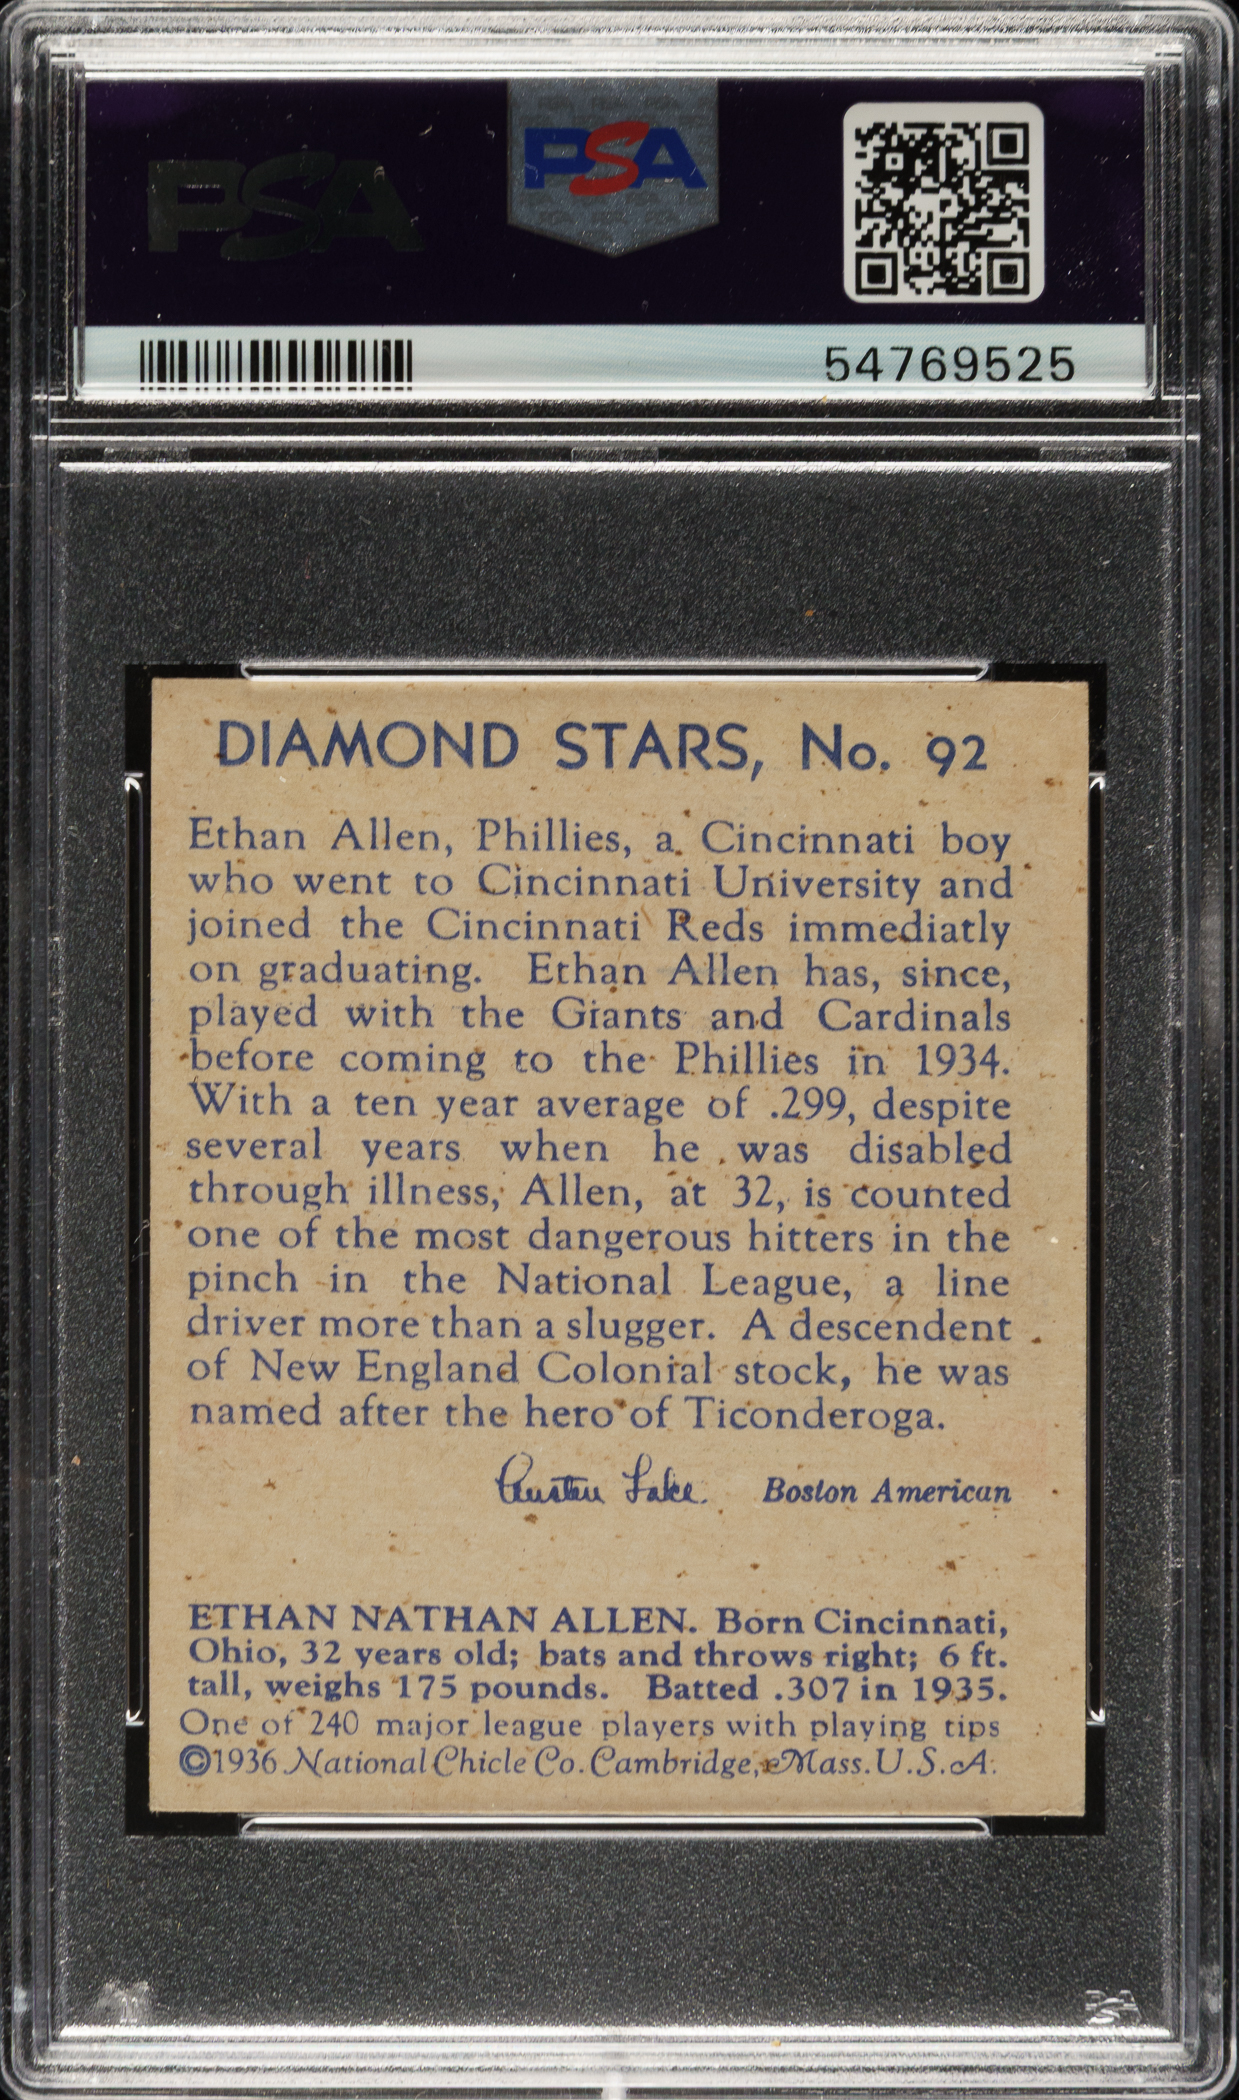 PSA
PSA
54769525
DIAMOND STARS, No. 92
Ethan Allen, Phillies, a Cincinnati boy
who went to Cincinnati University and
joined the Cincinnati Reds immediatly
on graduating. Ethan Allen has, since,
played with the Giants and Cardinals
before coming to the Phillies in 1934.
With a ten year average of .299, despite
several years when he was disabled
through illness, Allen, at 32, is counted
one of the most dangerous hitters in the
pinch in the National League, a line
driver more than a slugger. A descendent
of New England Colonial stock, he was
named after the hero of Ticonderoga.
Austen Lake. Boston American
ETHAN NATHAN ALLEN. Born Cincinnati,
Ohio, 32 years old; bats and throws right; 6 ft.
tall, weighs 175 pounds. Batted .307 in 1935.
One of 240 major league players with playing tips
©1936 National Chicle Co. Cambridge, Mass. U.S.A.
PSA